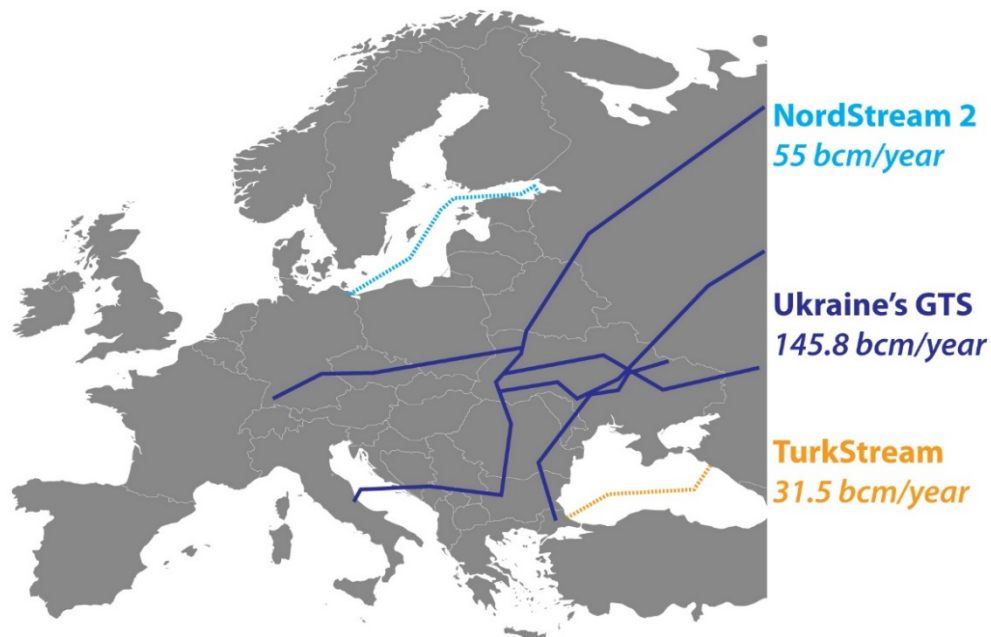 NordStream 2
55 bcm/year
Ukraine’s GTS
145.8 bcm/year
TurkStream
31.5 bcm/year